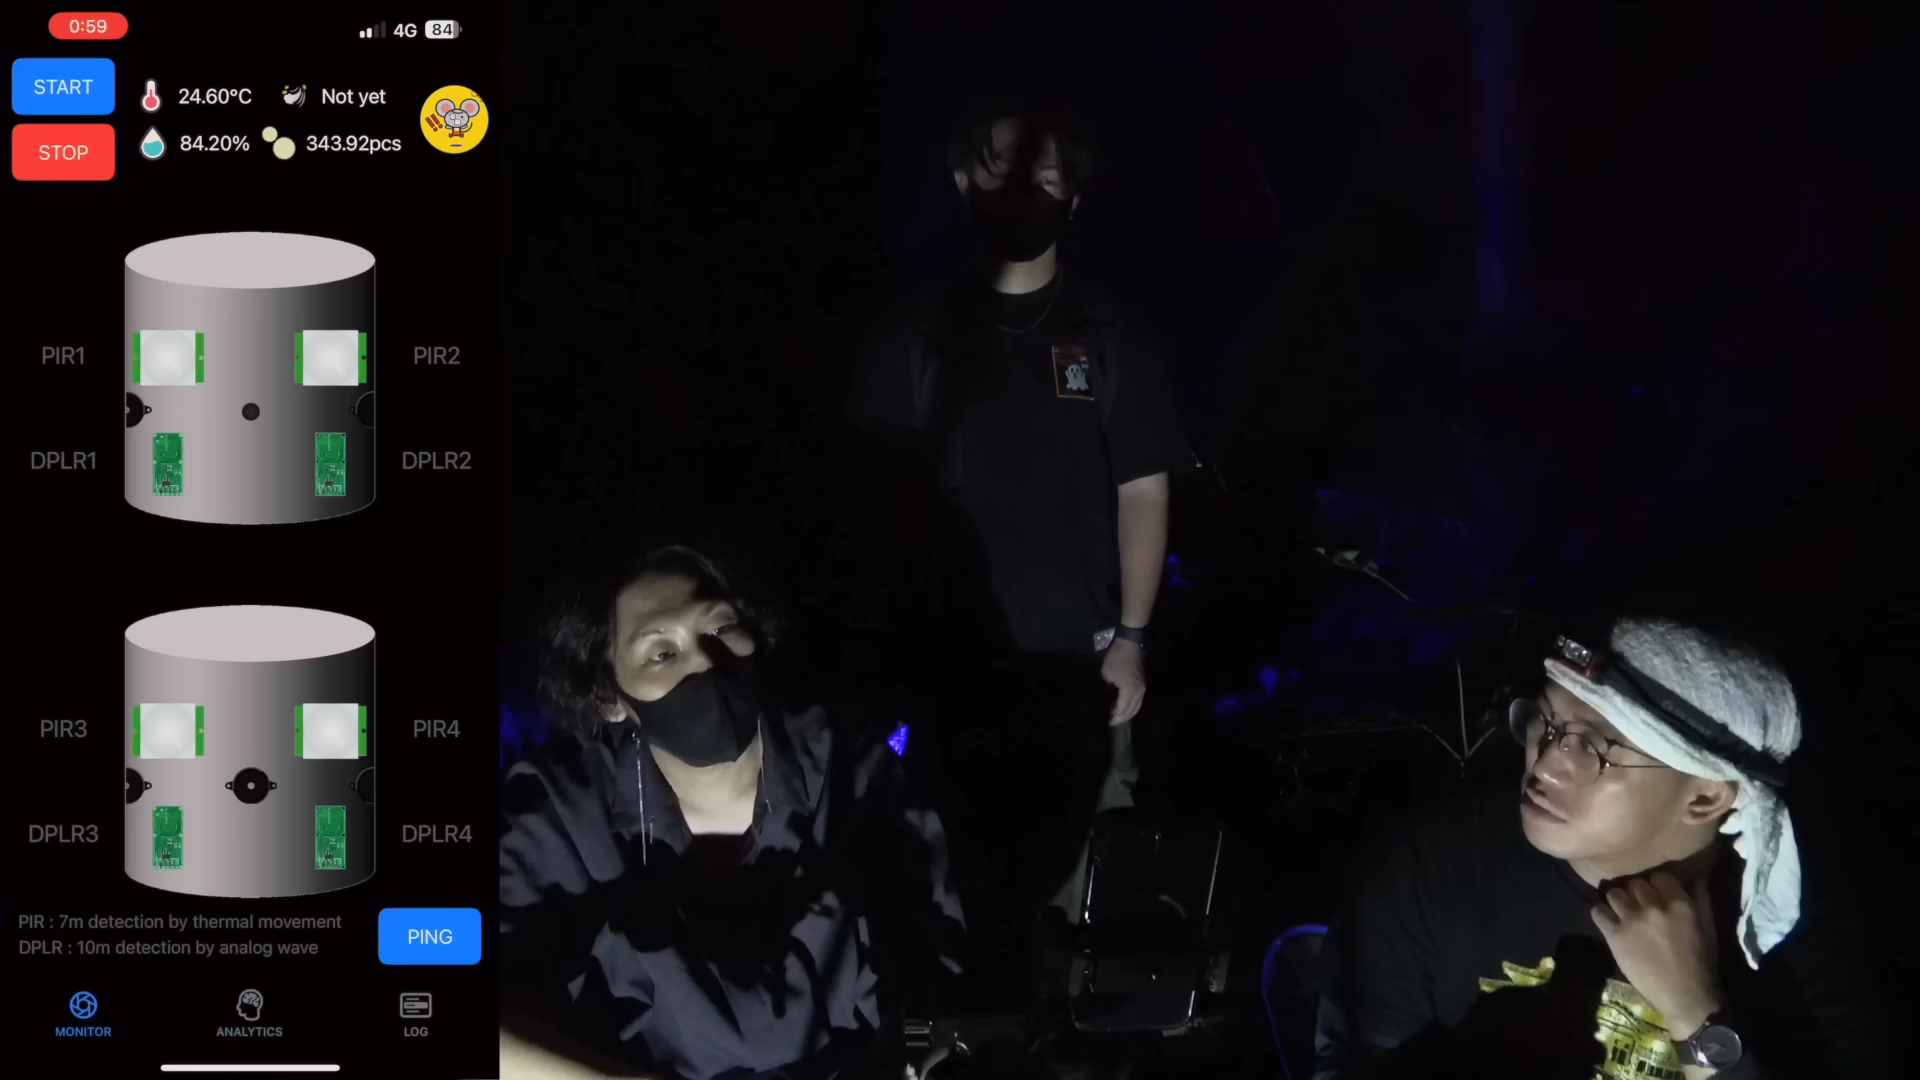 0:59
4G 84
START
24.60°C
Not yet
STOP
84.20%
343.92pcs
PIR1
PIR2
DPLR1
DPLR2
PIR3
PIR4
DPLR3
DPLR4
PIR : 7m detection by thermal movement
DPLR : 10m detection by analog wave
PING
MONITOR
ANALYTICS
LOG